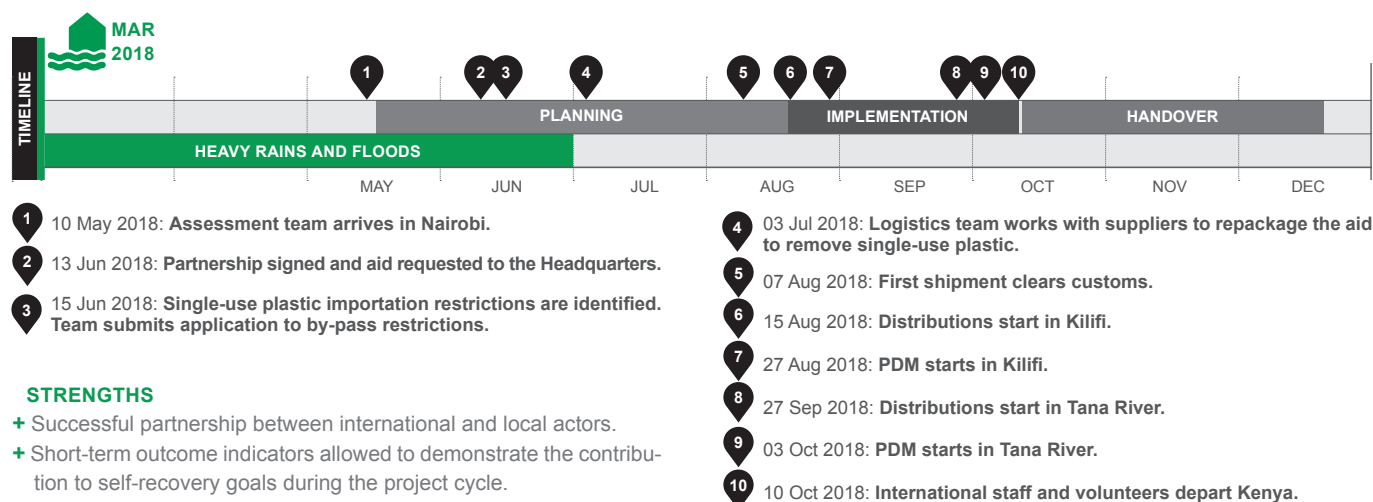 MAR
2018
TIMELINE
1 2 3 4 5 6 7 8 9 10
PLANNING IMPLEMENTATION HANDOVER
HEAVY RAINS AND FLOODS
MAY JUN JUL AUG SEP OCT NOV DEC
1 10 May 2018: Assessment team arrives in Nairobi.
2 13 Jun 2018: Partnership signed and aid requested to the Headquarters.
3 15 Jun 2018: Single-use plastic importation restrictions are identified.
Team submits application to by-pass restrictions.
STRENGTHS
+ Successful partnership between international and local actors.
+ Short-term outcome indicators allowed to demonstrate the contribu-
tion to self-recovery goals during the project cycle.
4 03 Jul 2018: Logistics team works with suppliers to repackage the aid
to remove single-use plastic.
5 07 Aug 2018: First shipment clears customs.
6 15 Aug 2018: Distributions start in Kilifi.
7 27 Aug 2018: PDM starts in Kilifi.
8 27 Sep 2018: Distributions start in Tana River.
9 03 Oct 2018: PDM starts in Tana River.
10 10 Oct 2018: International staff and volunteers depart Kenya.